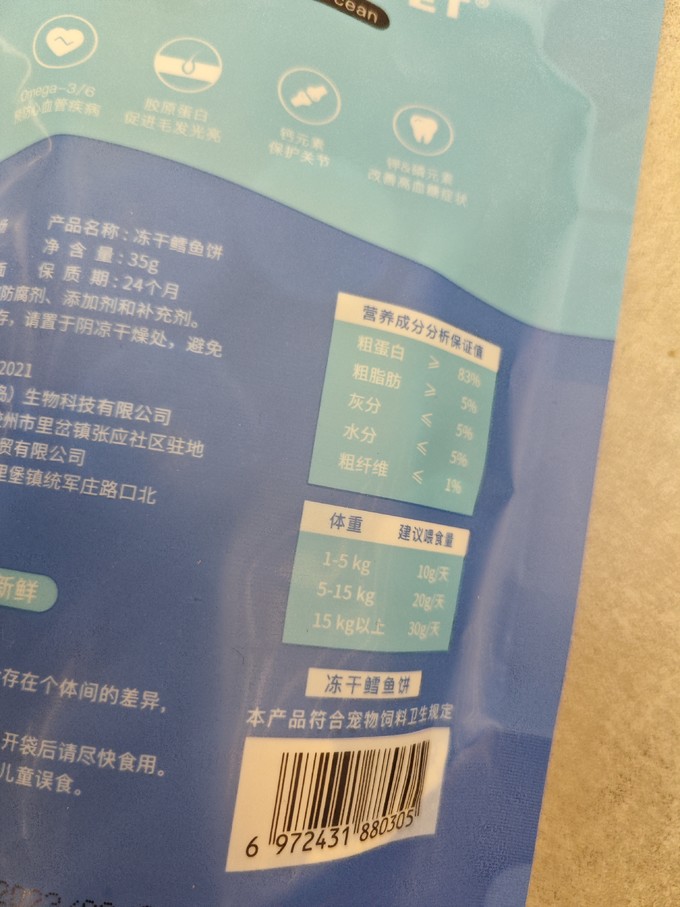 cean
Omega-3/6
心血管疾病
胶原蛋白
促进毛发光亮
钙元素
保护关节
钾&磷元素
改善高血糖症状
产品名称：冻干鳕鱼饼
净 含 量：35g
保 质 期：24个月
防腐剂、添加剂和补充剂。
存，请置于阴凉干燥处，避免
2021
）生物科技有限公司
州市里岔镇张应社区驻地
贸有限公司
里堡镇统军庄路口北
新鲜
存在个体间的差异，
开袋后请尽快食用。
儿童误食。
营养成分分析保证值
粗蛋白 ≥ 83%
粗脂肪 ≥ 5%
灰分 ≤ 5%
水分 ≤ 5%
粗纤维 ≤ 1%
体重 建议喂食量
1-5 kg 10g/天
5-15 kg 20g/天
15 kg以上 30g/天
冻干鳕鱼饼
本产品符合宠物饲料卫生规定
6 972431 880305